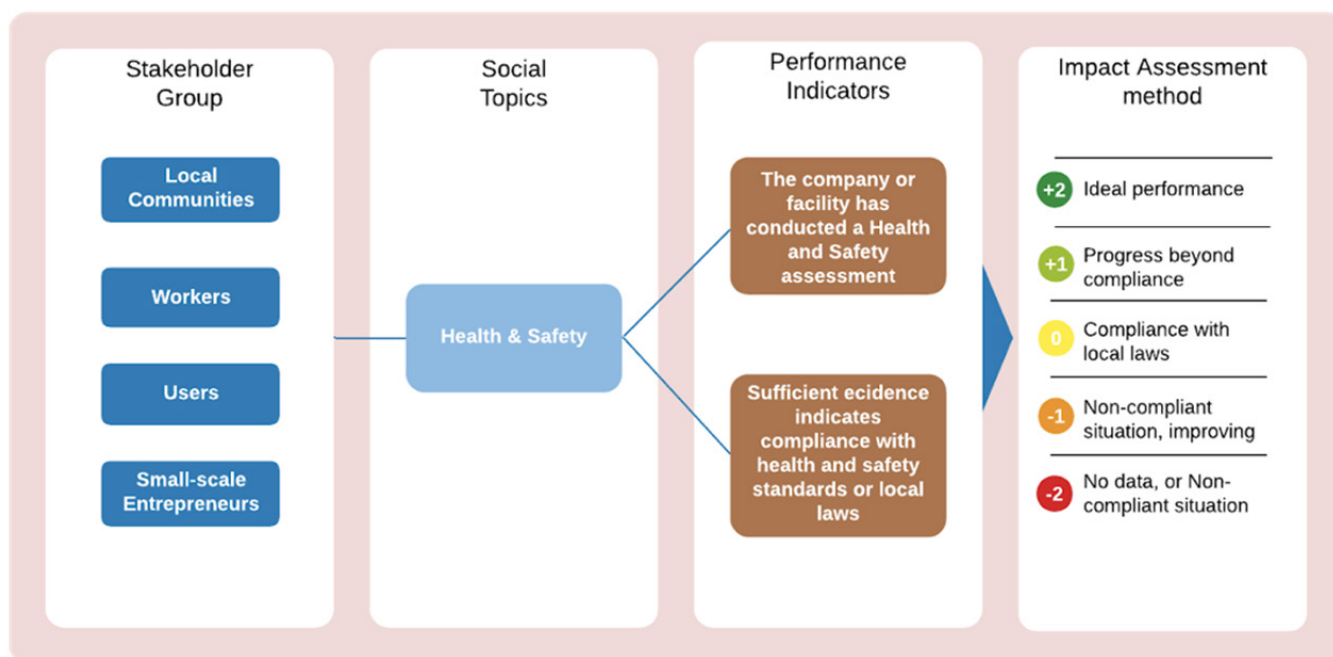 Stakeholder
Group
Local
Communities
Workers
Users
Small-scale
Entrepreneurs
Social
Topics
Health & Safety
Performance
Indicators
The company or
facility has
conducted a Health
and Safety
assessment
Sufficient ecidence
indicates
compliance with
health and safety
standards or local
laws
Impact Assessment
method
+2 Ideal performance
+1 Progress beyond
compliance
0 Compliance with
local laws
-1 Non-compliant
situation, improving
-2 No data, or Non-
compliant situation